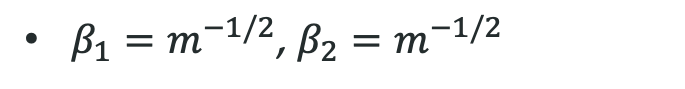 • β₁ = m⁻¹/², β₂ = m⁻¹/²